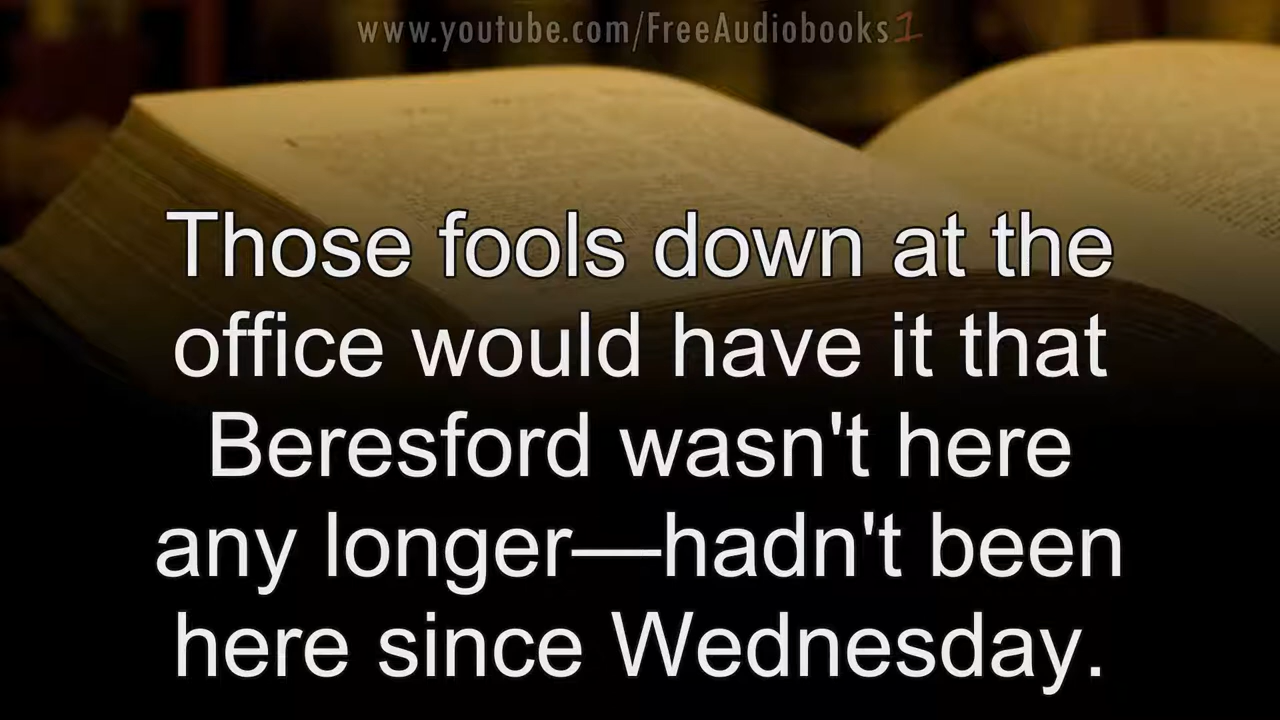 www.youtube.com/FreeAudiobooks1
Those fools down at the
office would have it that
Beresford wasn't here
any longer—hadn't been
here since Wednesday.